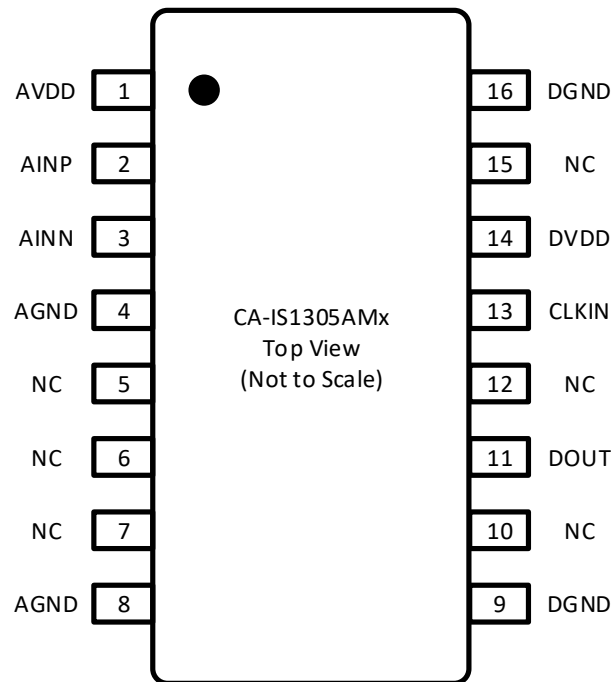 AVDD 1 16 DGND
AINP 2 15 NC
AINN 3 14 DVDD
AGND 4 13 CLKIN
CA-IS1305AMx
Top View
(Not to Scale)
NC 5 12 NC
NC 6 11 DOUT
NC 7 10 NC
AGND 8 9 DGND